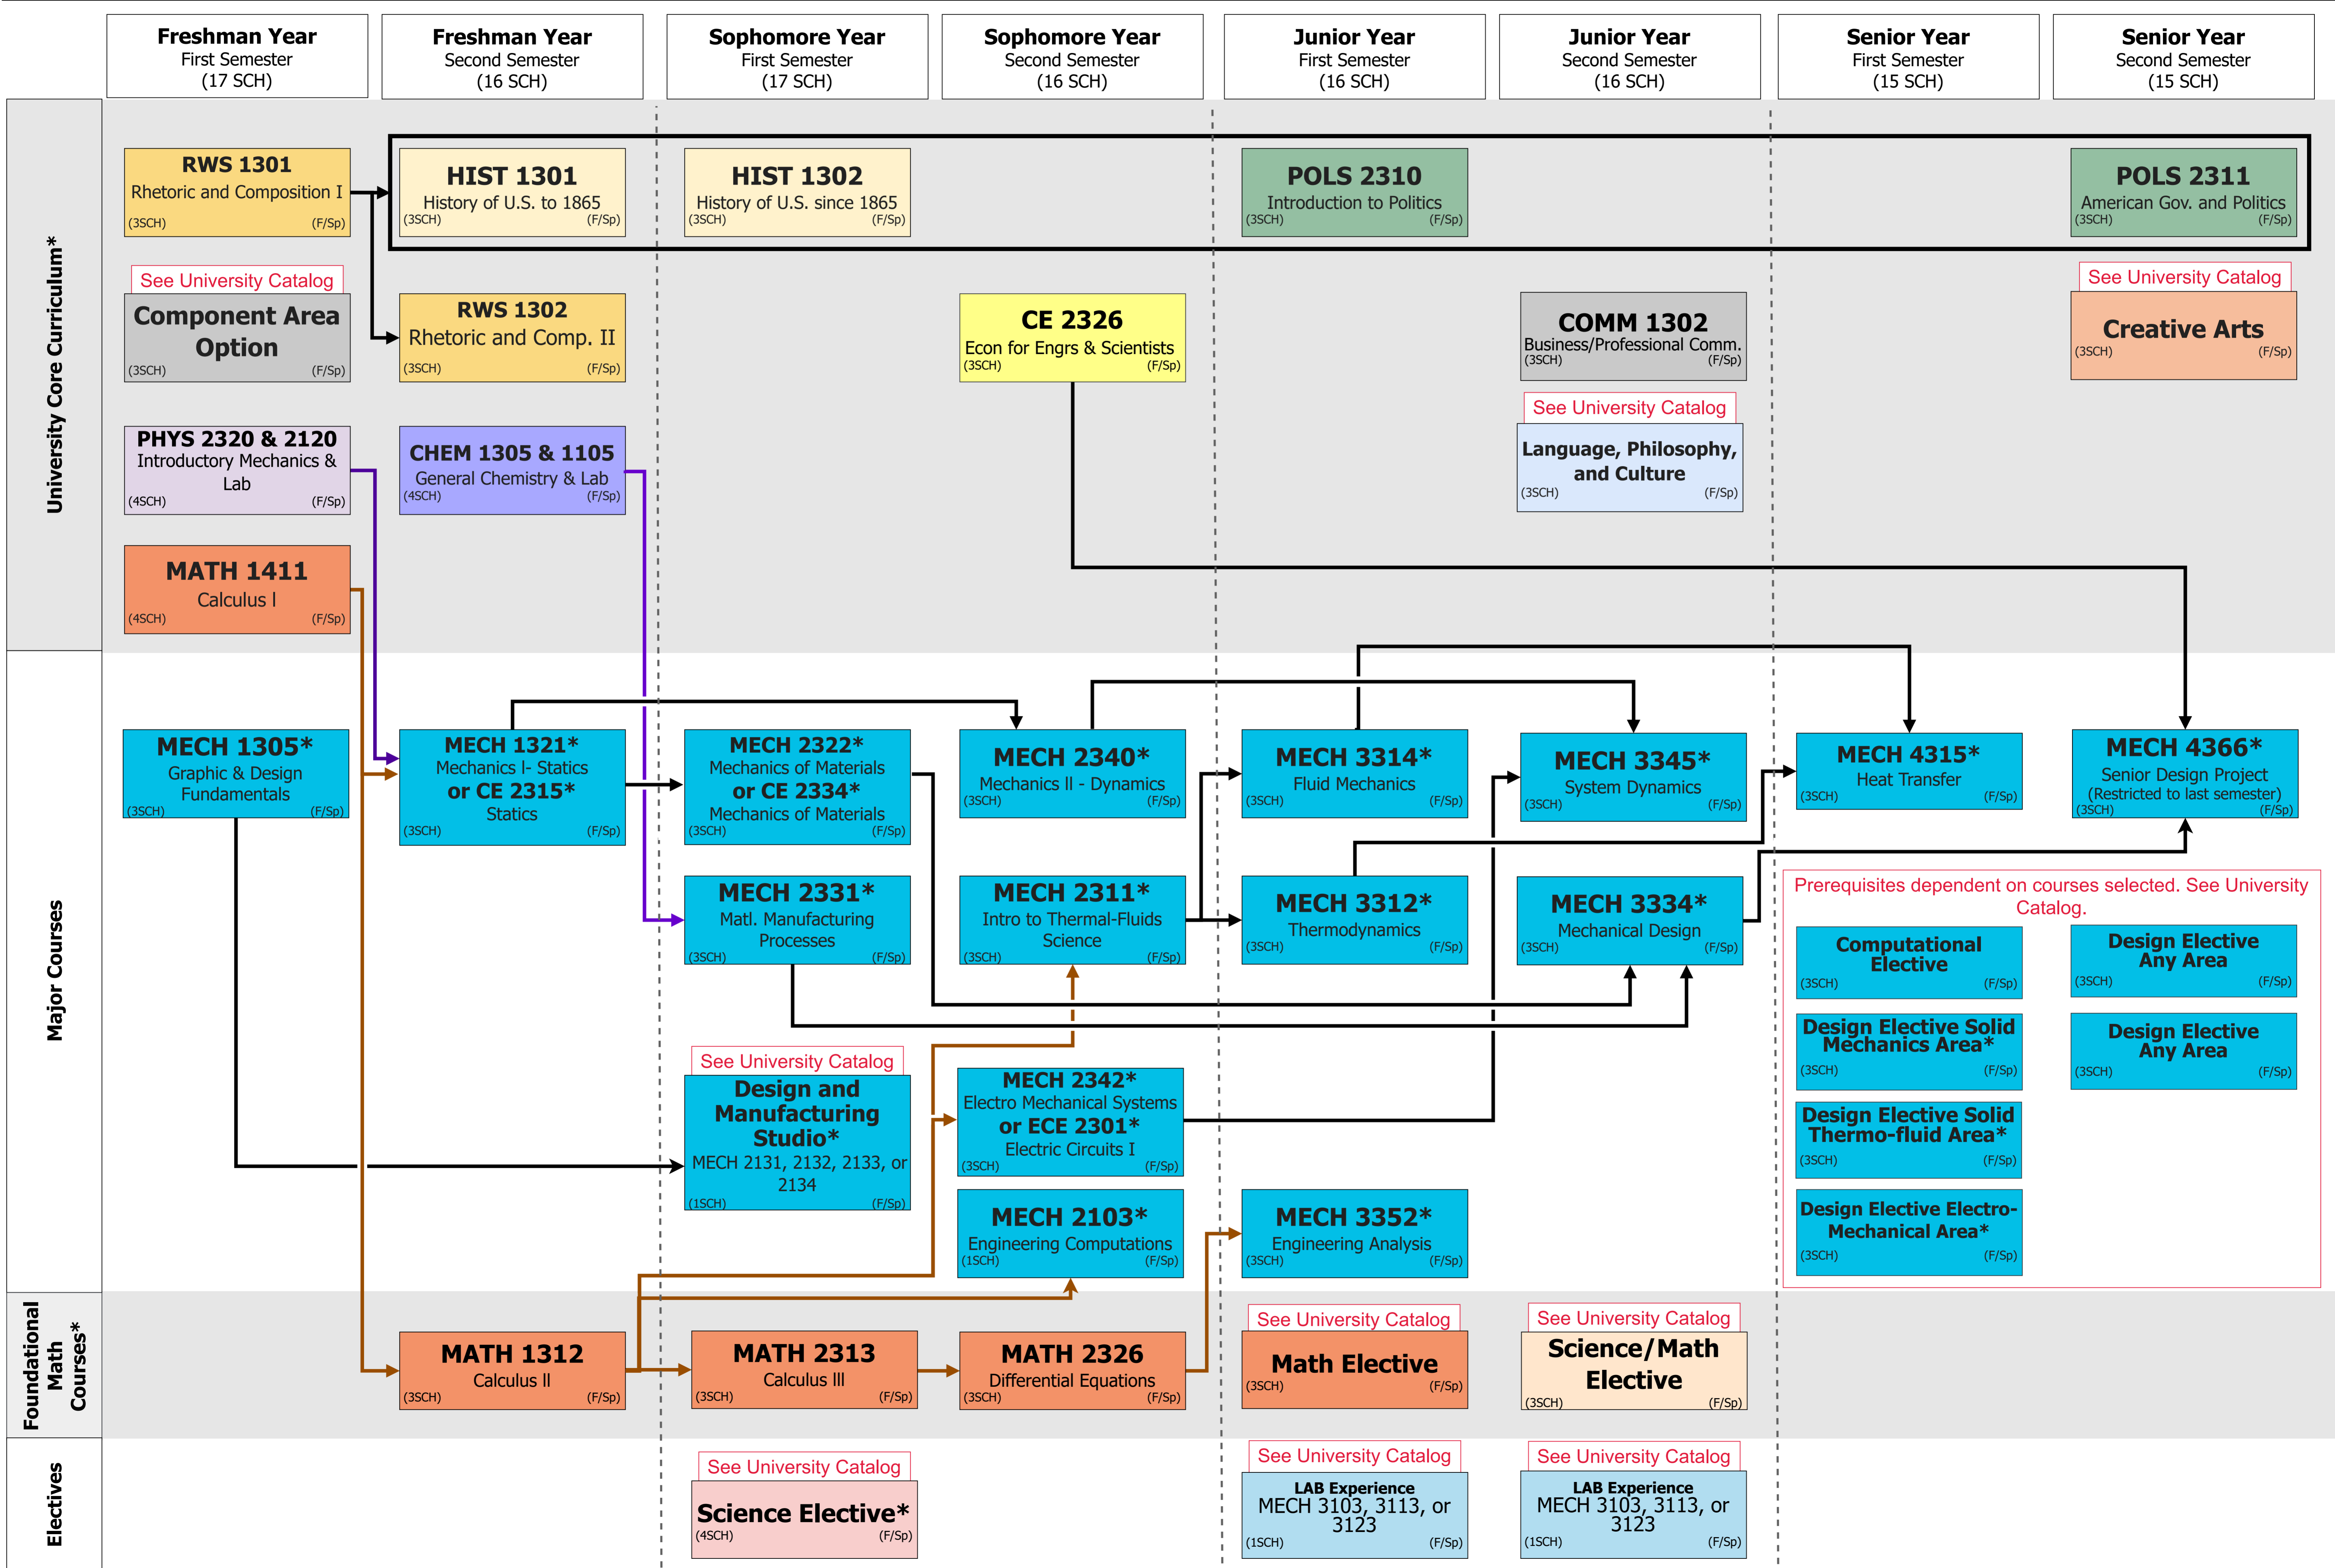 Freshman Year
First Semester
(17 SCH)
Freshman Year
Second Semester
(16 SCH)
Sophomore Year
First Semester
(17 SCH)
Sophomore Year
Second Semester
(16 SCH)
Junior Year
First Semester
(16 SCH)
Junior Year
Second Semester
(16 SCH)
Senior Year
First Semester
(15 SCH)
Senior Year
Second Semester
(15 SCH)
University Core Curriculum*
RWS 1301
Rhetoric and Composition I
(3SCH) (F/Sp)
HIST 1301
History of U.S. to 1865
(3SCH) (F/Sp)
HIST 1302
History of U.S. since 1865
(3SCH) (F/Sp)
POLS 2310
Introduction to Politics
(3SCH) (F/Sp)
POLS 2311
American Gov. and Politics
(3SCH) (F/Sp)
See University Catalog
Component Area
Option
(3SCH) (F/Sp)
RWS 1302
Rhetoric and Comp. II
(3SCH) (F/Sp)
CE 2326
Econ for Engrs & Scientists
(3SCH) (F/Sp)
COMM 1302
Business/Professional Comm.
(3SCH) (F/Sp)
See University Catalog
Creative Arts
(3SCH) (F/Sp)
PHYS 2320 & 2120
Introductory Mechanics &
Lab
(4SCH) (F/Sp)
CHEM 1305 & 1105
General Chemistry & Lab
(4SCH) (F/Sp)
See University Catalog
Language, Philosophy,
and Culture
(3SCH) (F/Sp)
MATH 1411
Calculus I
(4SCH) (F/Sp)
Major Courses
MECH 1305*
Graphic & Design
Fundamentals
(3SCH) (F/Sp)
MECH 1321*
Mechanics I- Statics
or CE 2315*
Statics
(3SCH) (F/Sp)
MECH 2322*
Mechanics of Materials
or CE 2334*
Mechanics of Materials
(3SCH) (F/Sp)
MECH 2340*
Mechanics II - Dynamics
(3SCH) (F/Sp)
MECH 3314*
Fluid Mechanics
(3SCH) (F/Sp)
MECH 3345*
System Dynamics
(3SCH) (F/Sp)
MECH 4315*
Heat Transfer
(3SCH) (F/Sp)
MECH 4366*
Senior Design Project
(Restricted to last semester)
(3SCH) (F/Sp)
MECH 2331*
Matl. Manufacturing
Processes
(3SCH) (F/Sp)
MECH 2311*
Intro to Thermal-Fluids
Science
(3SCH) (F/Sp)
MECH 3312*
Thermodynamics
(3SCH) (F/Sp)
MECH 3334*
Mechanical Design
(3SCH) (F/Sp)
Prerequisites dependent on courses selected. See University
Catalog.
Computational
Elective
(3SCH) (F/Sp)
Design Elective
Any Area
(3SCH) (F/Sp)
Design Elective Solid
Mechanics Area*
(3SCH) (F/Sp)
Design Elective
Any Area
(3SCH) (F/Sp)
Design Elective Solid
Thermo-fluid Area*
(3SCH) (F/Sp)
Design Elective Electro-
Mechanical Area*
(3SCH) (F/Sp)
See University Catalog
Design and
Manufacturing
Studio*
MECH 2131, 2132, 2133, or
2134
(1SCH) (F/Sp)
MECH 2342*
Electro Mechanical Systems
or ECE 2301*
Electric Circuits I
(3SCH) (F/Sp)
MECH 2103*
Engineering Computations
(1SCH) (F/Sp)
MECH 3352*
Engineering Analysis
(3SCH) (F/Sp)
Foundational
Math
Courses*
MATH 1312
Calculus II
(3SCH) (F/Sp)
MATH 2313
Calculus III
(3SCH) (F/Sp)
MATH 2326
Differential Equations
(3SCH) (F/Sp)
See University Catalog
Math Elective
(3SCH) (F/Sp)
See University Catalog
Science/Math
Elective
(3SCH) (F/Sp)
Electives
See University Catalog
Science Elective*
(4SCH) (F/Sp)
See University Catalog
LAB Experience
MECH 3103, 3113, or
3123
(1SCH) (F/Sp)
See University Catalog
LAB Experience
MECH 3103, 3113, or
3123
(1SCH) (F/Sp)